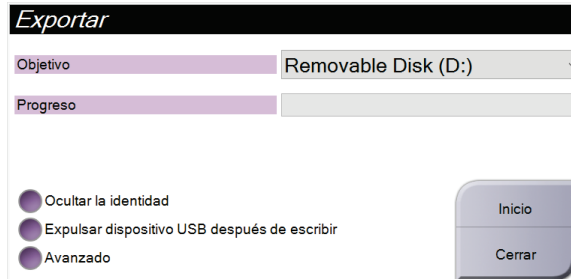 Exportar
Objetivo
Removable Disk (D:)
Progreso
Ocultar la identidad
Expulsar dispositivo USB después de escribir
Avanzado
Inicio
Cerrar